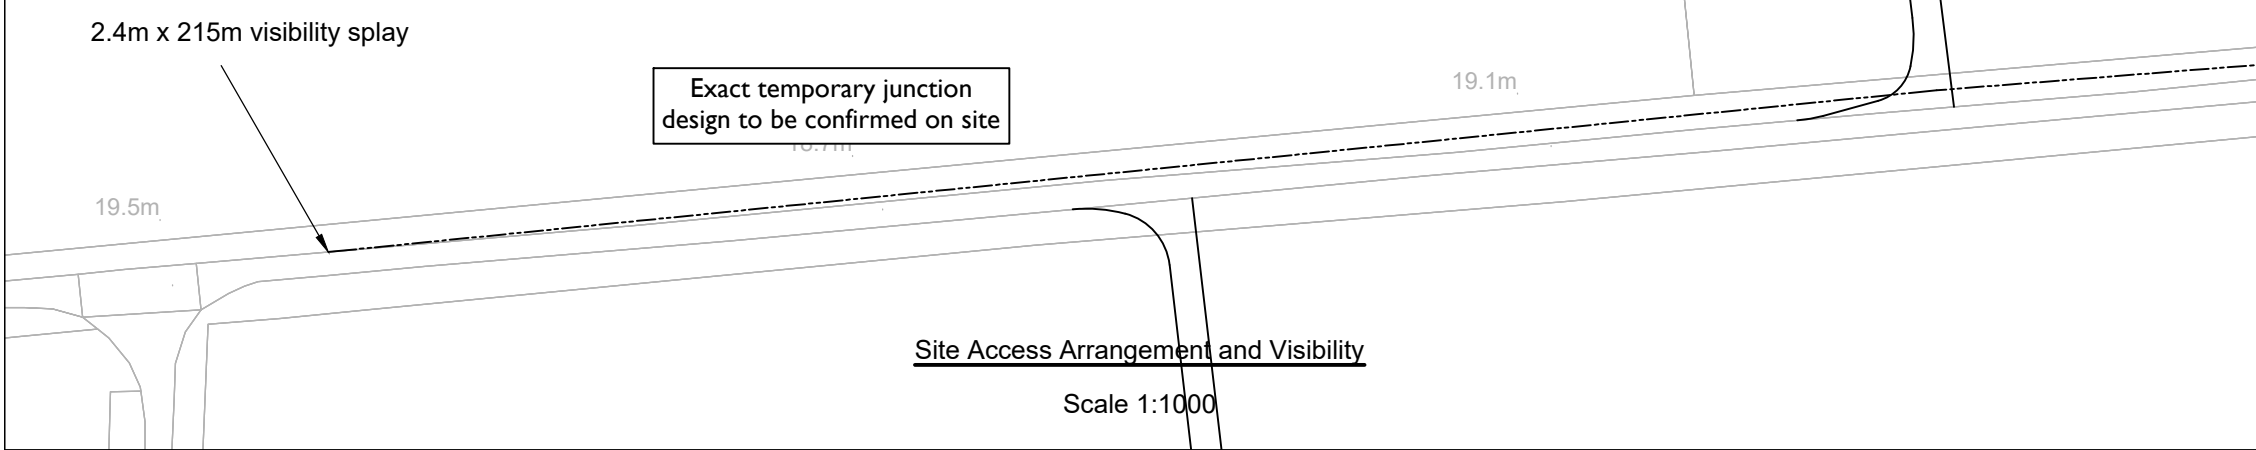 2.4m x 215m visibility splay
Exact temporary junction
design to be confirmed on site
19.1m
19.5m
Site Access Arrangement and Visibility
Scale 1:1000